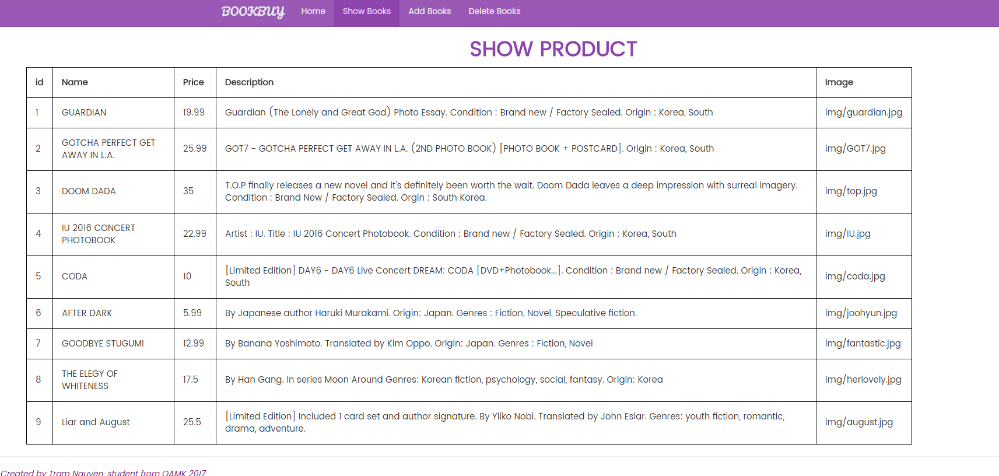 BOOKBUY Home Show Books Add Books Delete Books
SHOW PRODUCT
id Name Price Description Image
1 GUARDIAN 19.99 Guardian (The Lonely and Great God) Photo Essay. Condition : Brand new / Factory Sealed. Origin : Korea, South img/guardian.jpg
2 GOTCHA PERFECT GET
AWAY IN L.A. 25.99 GOT7 - GOTCHA PERFECT GET AWAY IN L.A. (2ND PHOTO BOOK) [PHOTO BOOK + POSTCARD]. Origin : Korea, South img/GOT7.jpg
3 DOOM DADA 35 T.O.P finally releases a new novel and it's definitely been worth the wait. Doom Dada leaves a deep impression with surreal imagery.
Condition : Brand New / Factory Sealed. Orgin : South Korea. img/top.jpg
4 IU 2016 CONCERT
PHOTOBOOK 22.99 Artist : IU. Title : IU 2016 Concert Photobook. Condition : Brand new / Factory Sealed. Origin : Korea, South img/IU.jpg
5 CODA 10 [Limited Edition] DAY6 - DAY6 Live Concert DREAM: CODA [DVD+Photobook...]. Condition : Brand new / Factory Sealed. Origin : Korea,
South img/coda.jpg
6 AFTER DARK 5.99 By Japanese author Haruki Murakami. Origin: Japan. Genres : Fiction, Novel, Speculative fiction. img/joohyun.jpg
7 GOODBYE STUGUMI 12.99 By Banana Yoshimoto. Translated by Kim Oppo. Origin: Japan. Genres : Fiction, Novel img/fantastic.jpg
8 THE ELEGY OF
WHITENESS 17.5 By Han Gang. In series Moon Around Genres: Korean fiction, psychology, social, fantasy. Origin: Korea img/herlovely.jpg
9 Liar and August 25.5 [Limited Edition] Included 1 card set and author signature. By Yliko Nobi. Translated by John Eslar. Genres: youth fiction, romantic,
drama, adventure. img/august.jpg
Created by Tram Nguyen, student from OAMK 2017